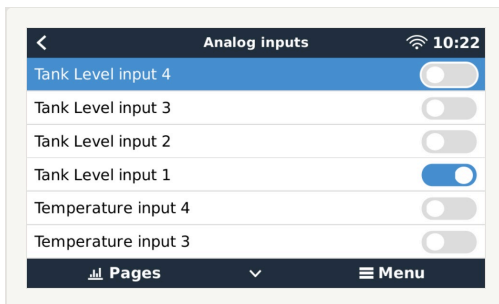 Analog inputs 10:22
Tank Level input 4
Tank Level input 3
Tank Level input 2
Tank Level input 1
Temperature input 4
Temperature input 3
Pages Menu